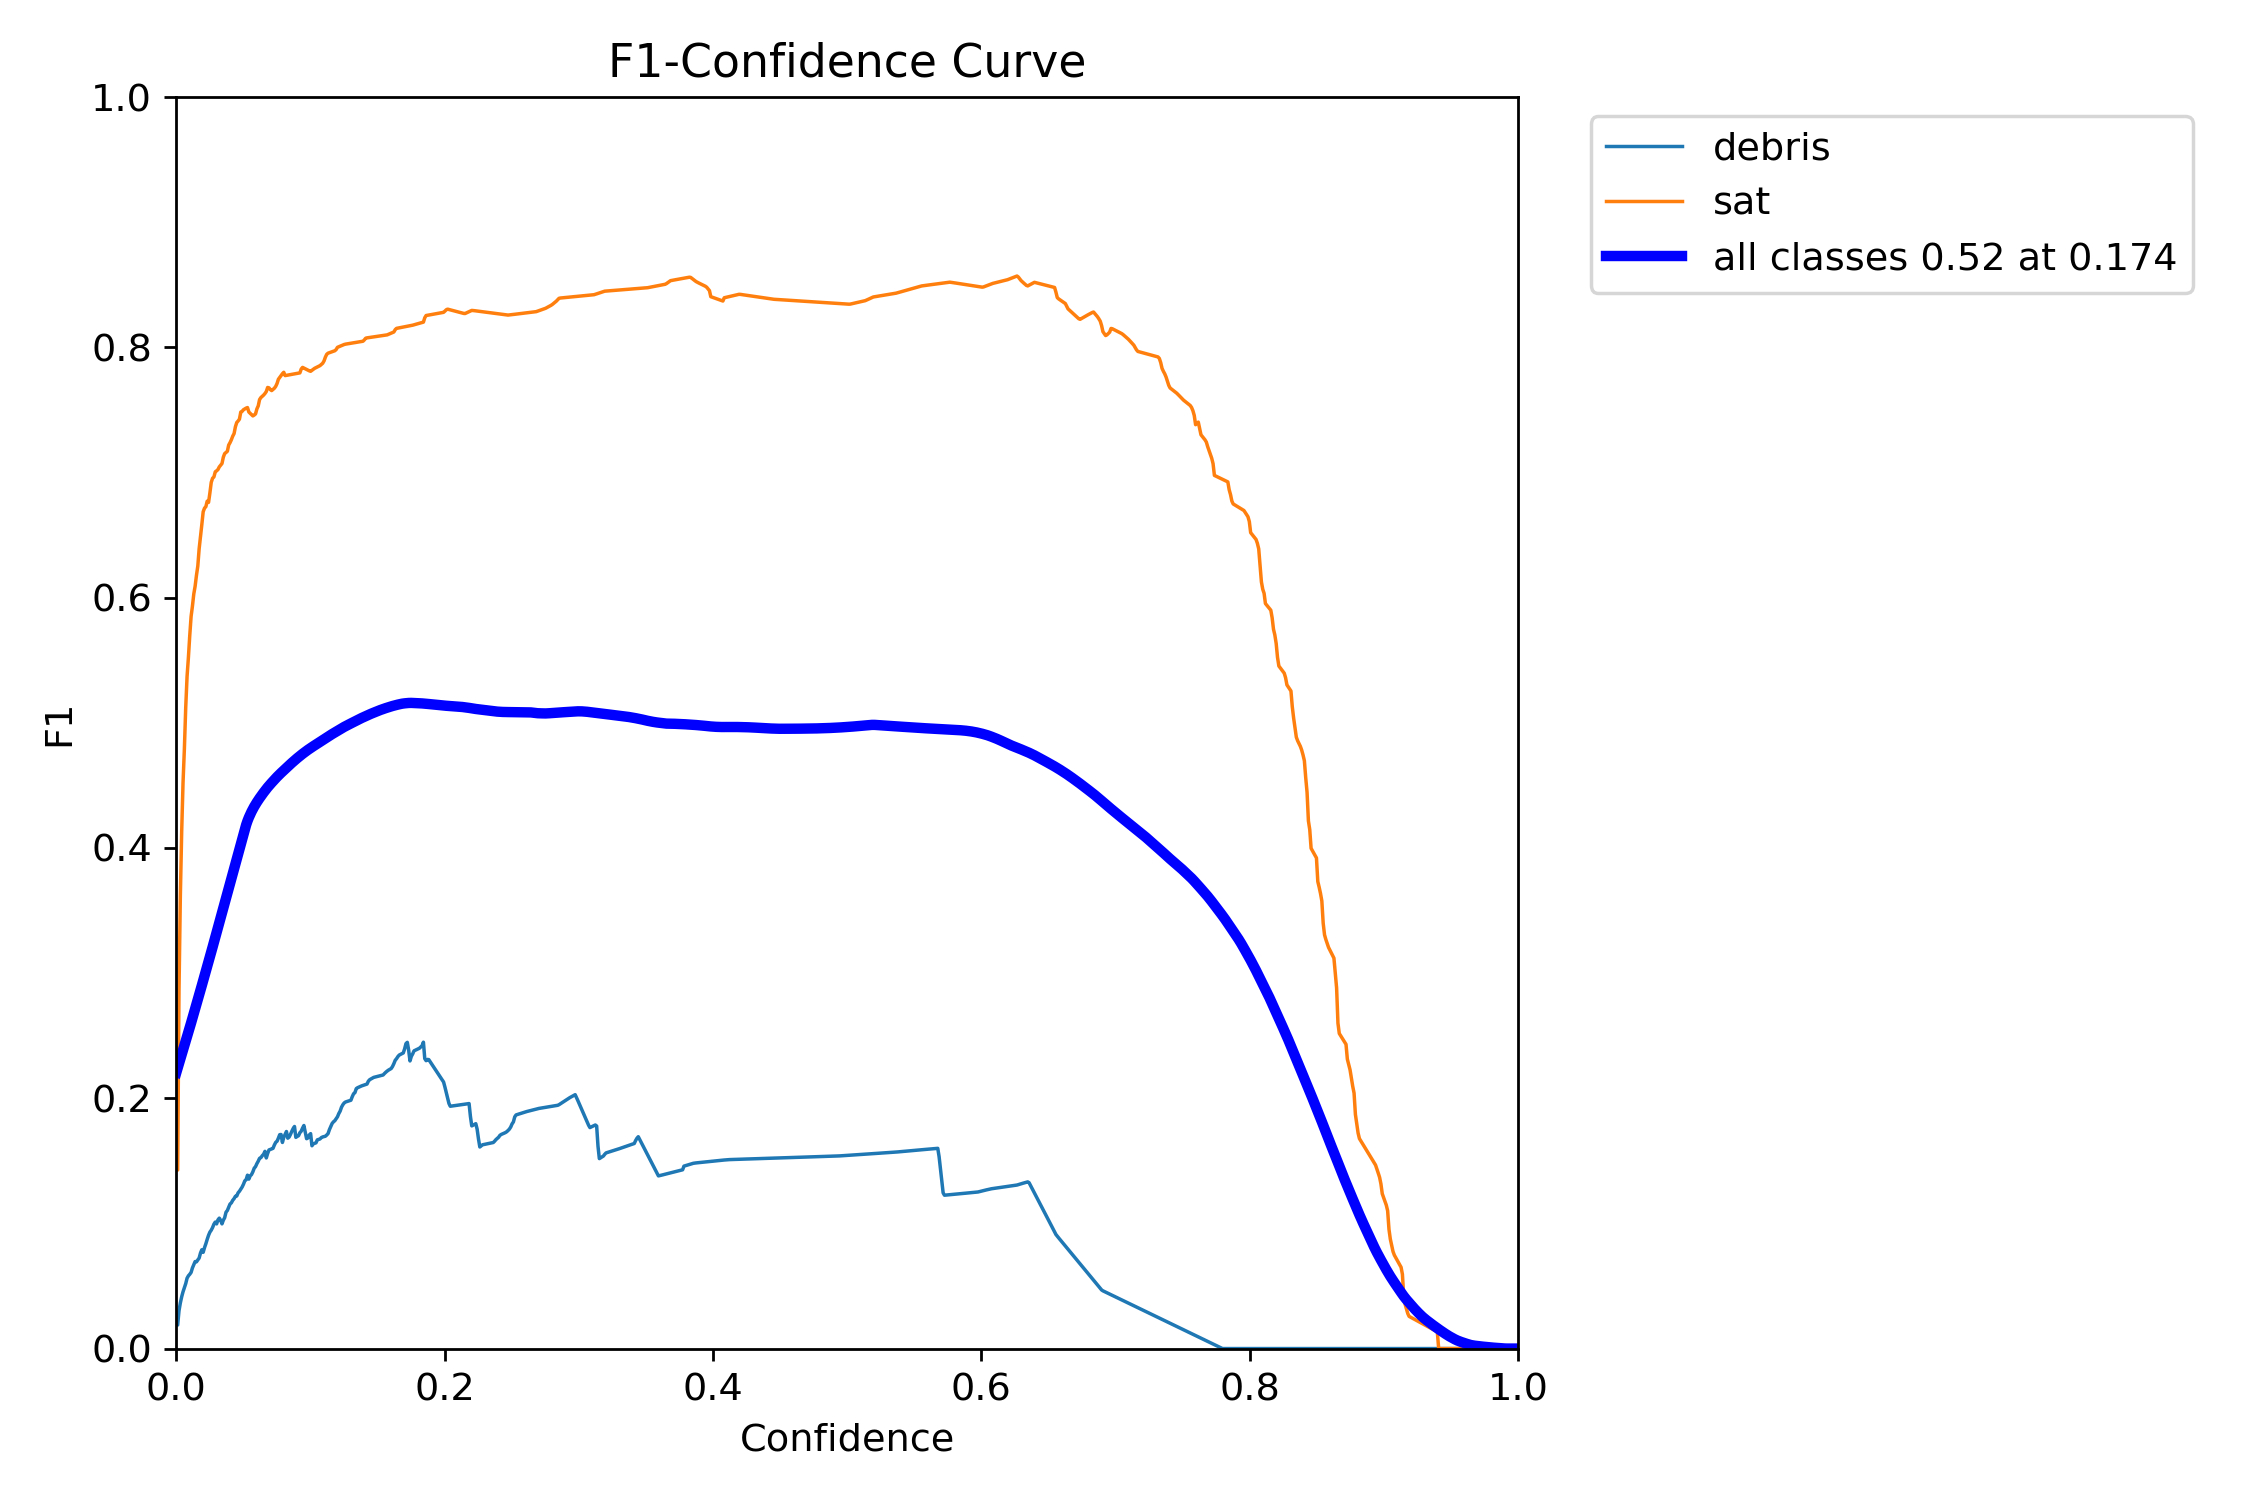 F1-Confidence Curve
debris
sat
all classes 0.52 at 0.174
F1
1.0
0.8
0.6
0.4
0.2
0.0
0.0 0.2 0.4 0.6 0.8 1.0
Confidence